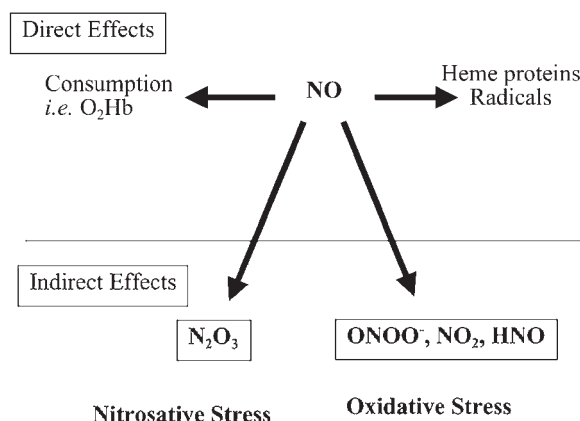 Direct Effects
Consumption
i.e. O₂Hb
NO
Heme proteins
Radicals
Indirect Effects
N₂O₃
ONOO⁻, NO₂, HNO
Nitrosative Stress
Oxidative Stress